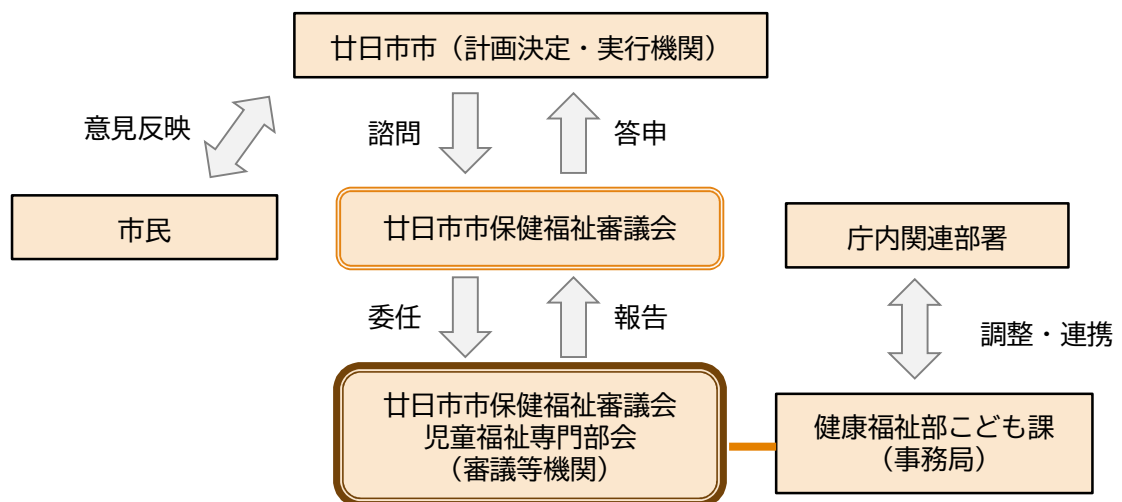 廿日市市（計画決定・実行機関）
意見反映
諮問
答申
市民
廿日市市保健福祉審議会
庁内関連部署
委任
報告
調整・連携
廿日市市保健福祉審議会
児童福祉専門部会
（審議等機関）
健康福祉部こども課
（事務局）